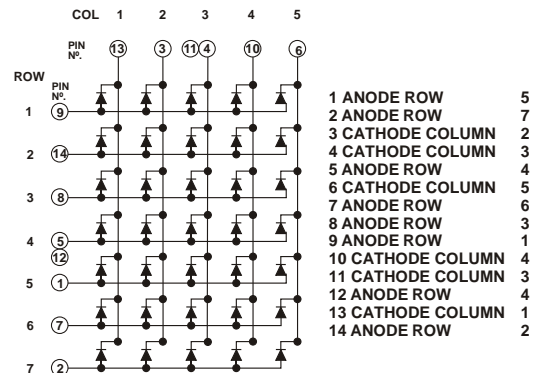 COL 1 2 3 4 5
PIN Nº. 13 3 11 4 10 6
ROW PIN Nº.
1 9
2 14
3 8
4 5
12
5 1
6 7
7 2
1 ANODE ROW 5
2 ANODE ROW 7
3 CATHODE COLUMN 2
4 CATHODE COLUMN 3
5 ANODE ROW 4
6 CATHODE COLUMN 5
7 ANODE ROW 6
8 ANODE ROW 3
9 ANODE ROW 1
10 CATHODE COLUMN 4
11 CATHODE COLUMN 3
12 ANODE ROW 4
13 CATHODE COLUMN 1
14 ANODE ROW 2